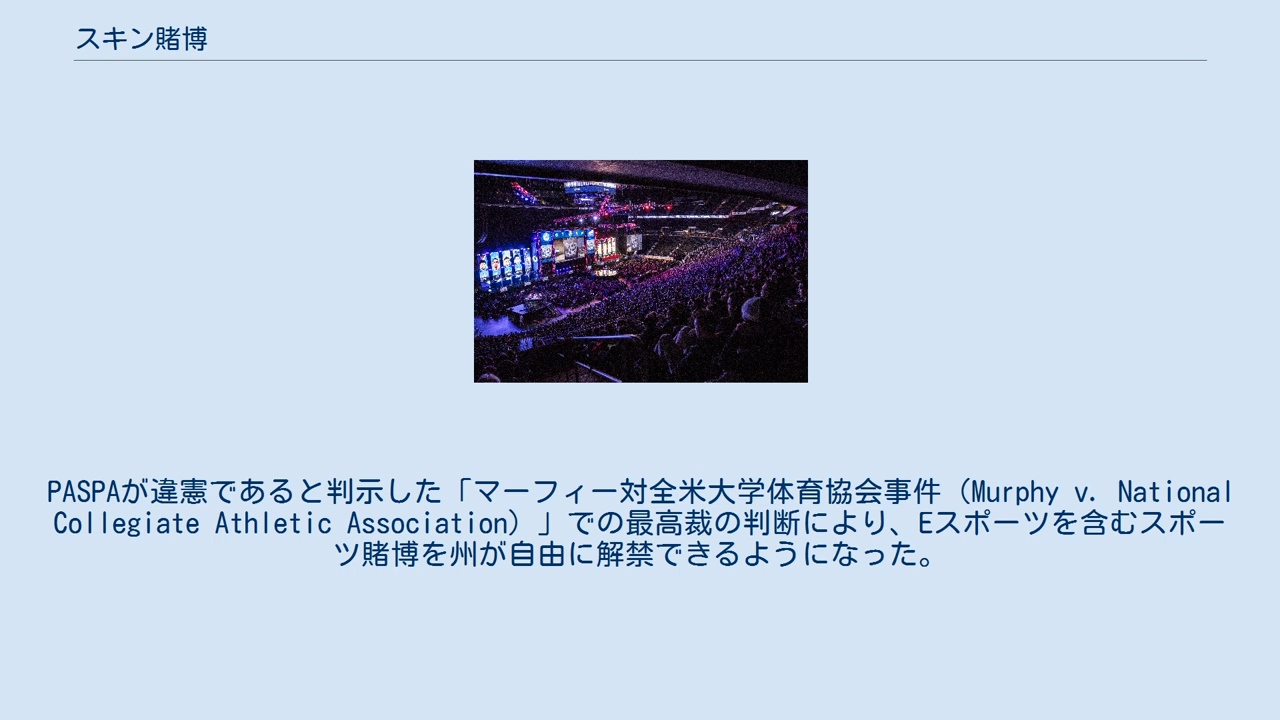 スキン賭博
PASPAが違憲であると判示した「マーフィー対全米大学体育協会事件（Murphy v. National
Collegiate Athletic Association）」での最高裁の判断により、Eスポーツを含むスポー
ツ賭博を州が自由に解禁できるようになった。